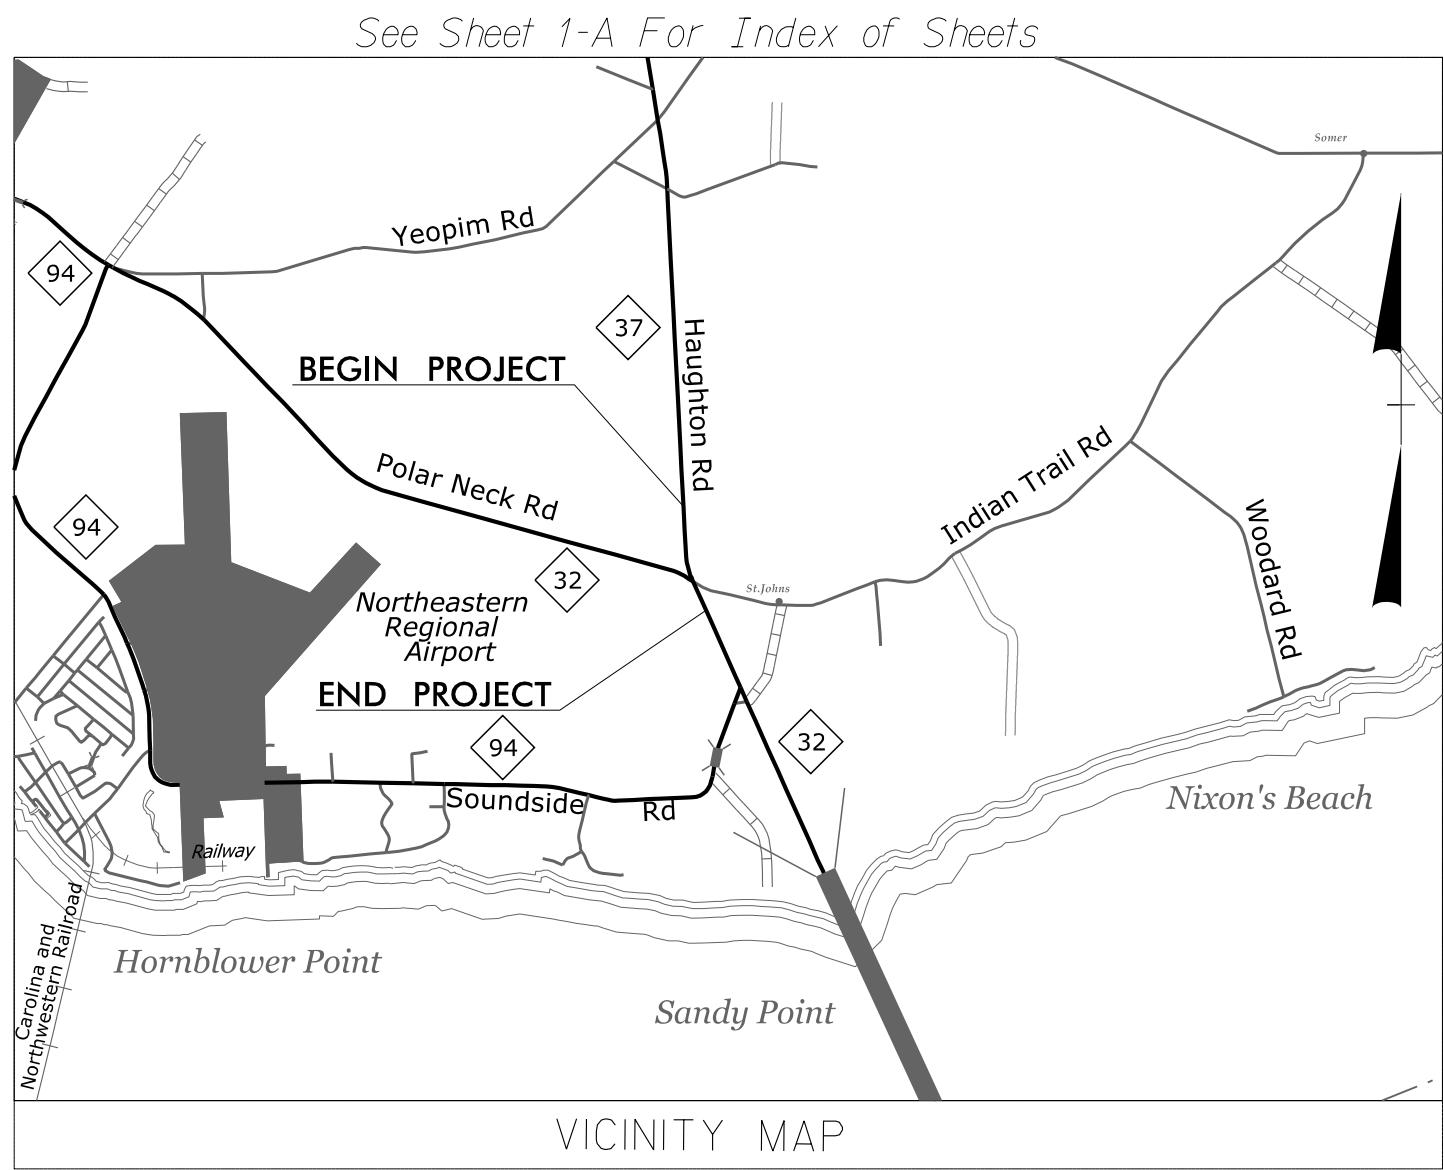 See Sheet 1-A For Index of Sheets
Somer
Yeopim Rd
94
37
Haughton Rd
BEGIN PROJECT
Polar Neck Rd
Indian Trail Rd
94
Woodard Rd
32
St.Johns
Northeastern
Regional
Airport
END PROJECT
94
32
Soundside
Rd
Nixon's Beach
Railway
Carolina and
Northwestern Railroad
Hornblower Point
Sandy Point
VICINITY MAP